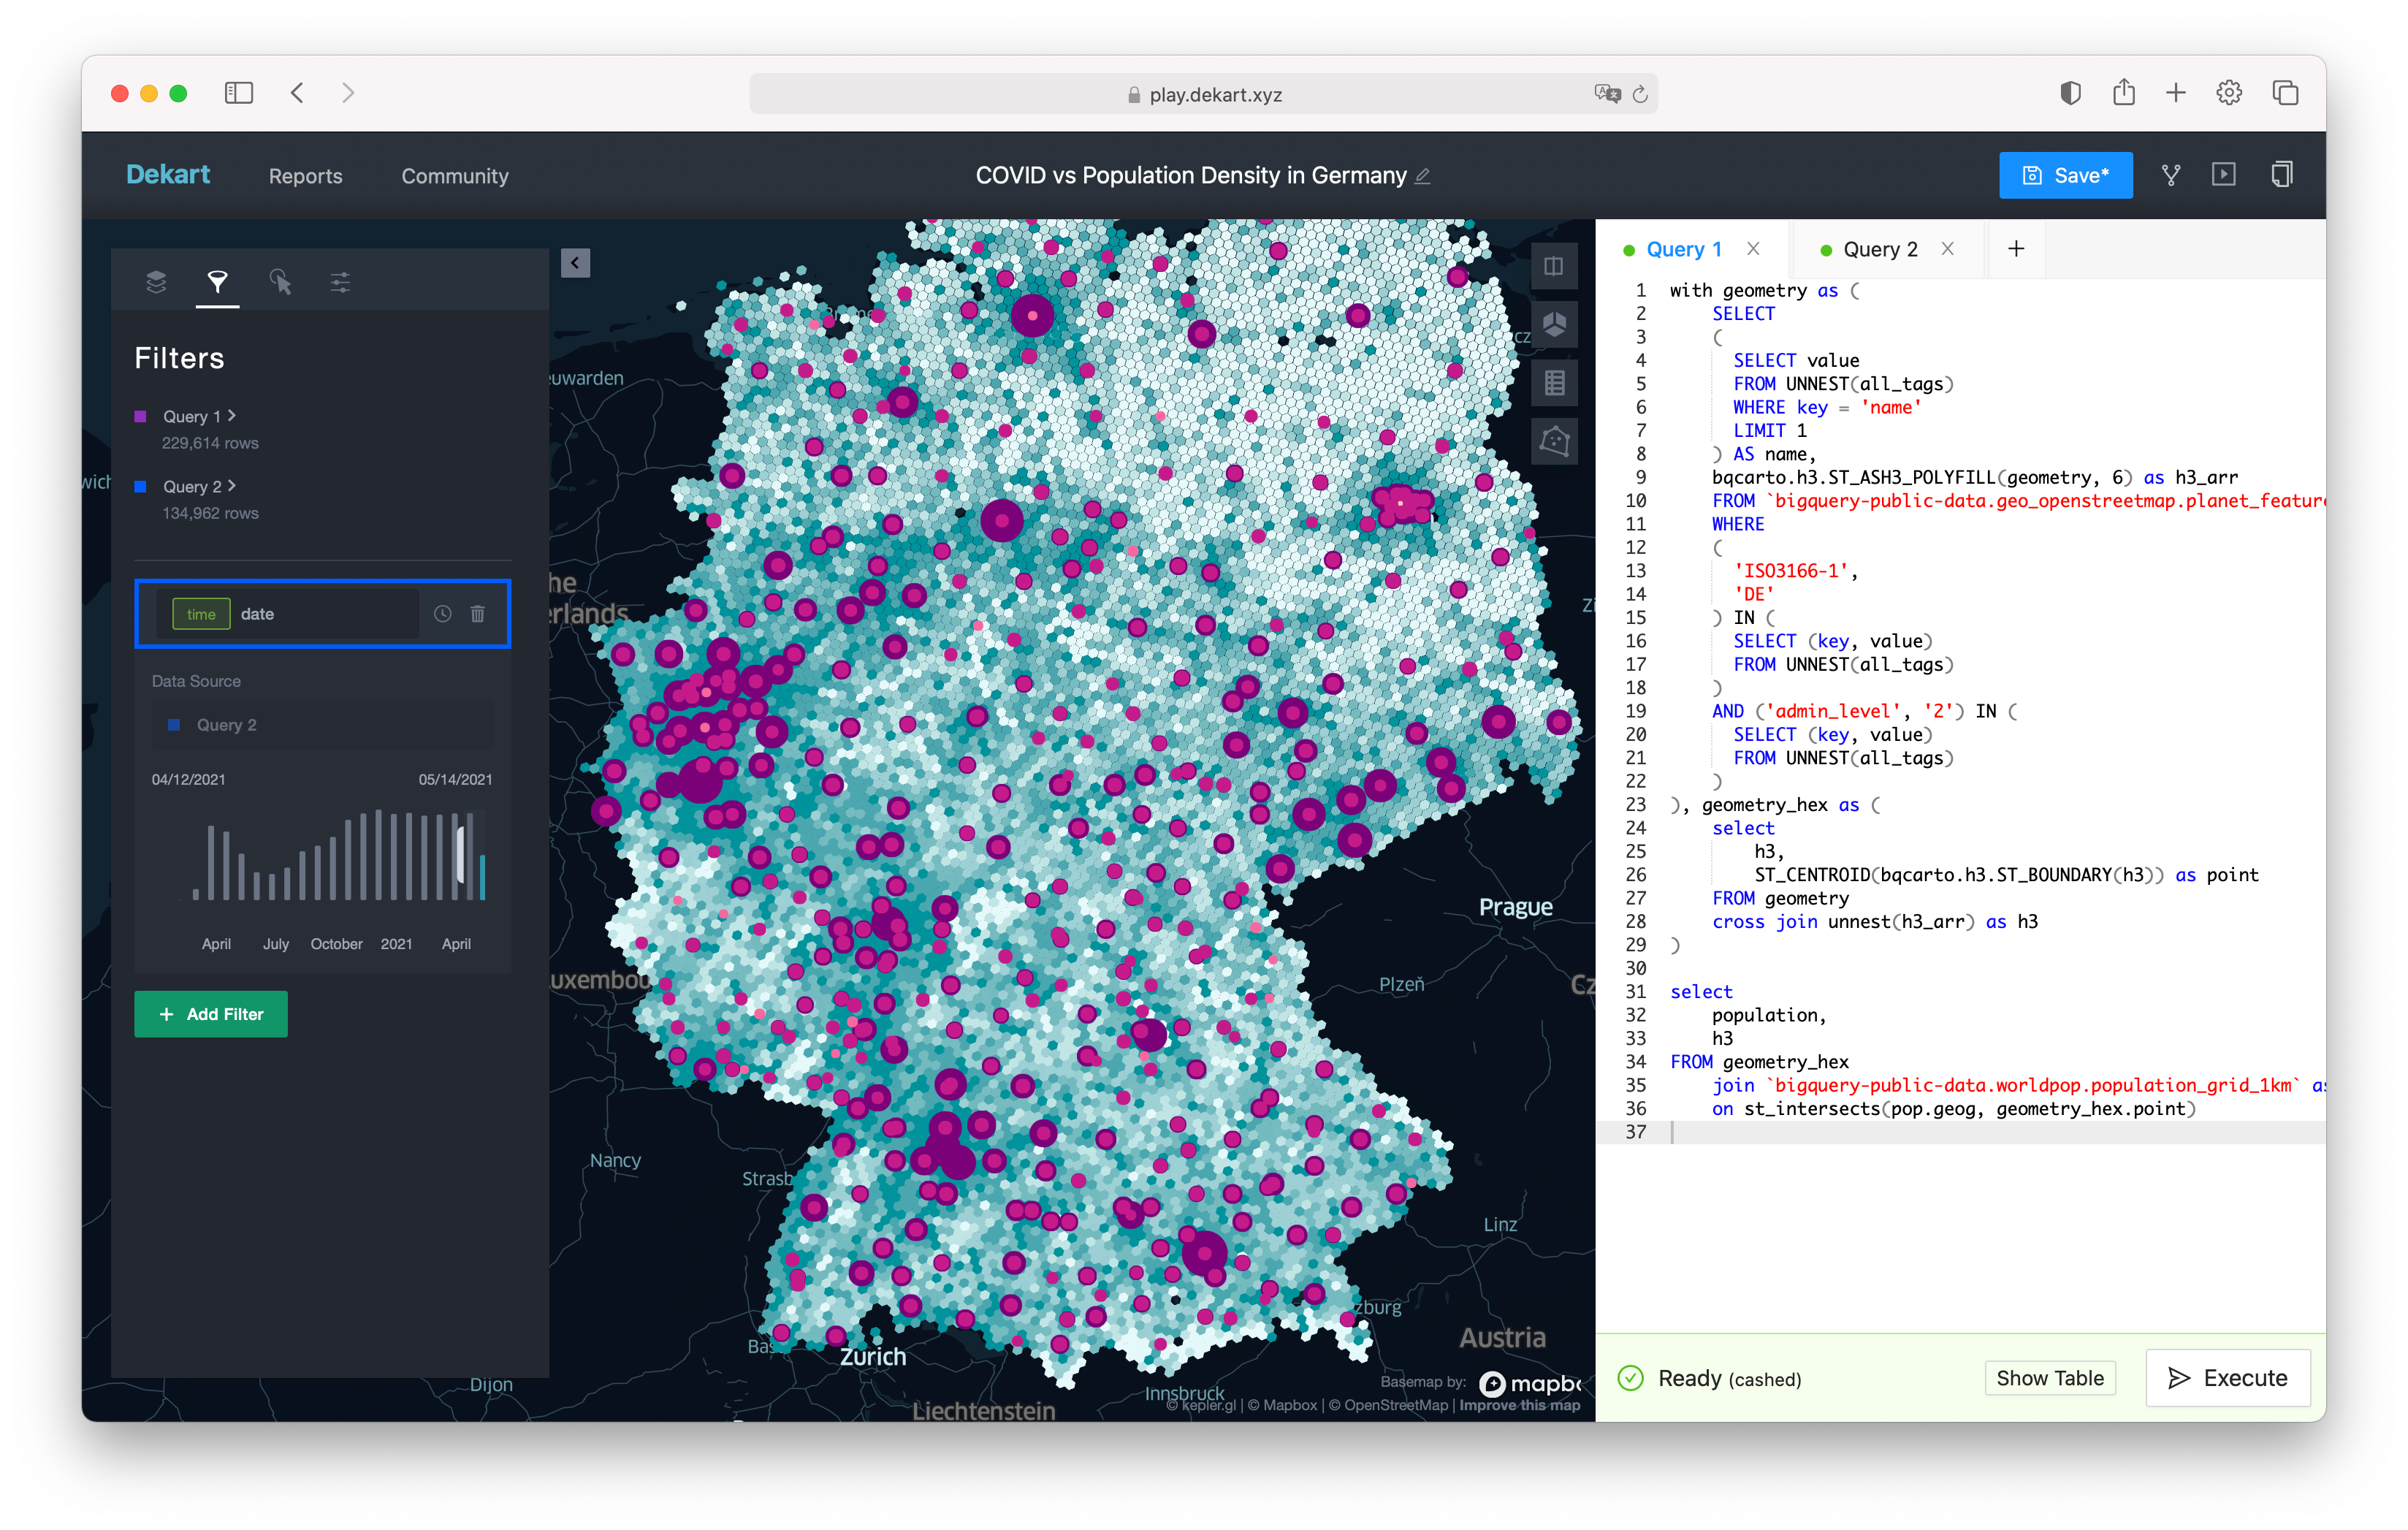 play.dekart.xyz
Dekart
Reports
Community
COVID vs Population Density in Germany
Save*
Filters
Query 1
229,614 rows
Query 2
134,962 rows
time date
Data Source
Query 2
04/12/2021 05/14/2021
April July October 2021 April
+ Add Filter
euwarden
he
erlands
uxembou
Nancy
Strasb
Dijon
Zurich
Liechtenstein
Innsbruck
zburg
Austria
Linz
Plzeň
Prague
Basemap by: mapb
© kepler.gl | © Mapbox | © OpenStreetMap | Improve this map
Query 1 X
Query 2 X
+
1 with geometry as (
2 SELECT
3 (
4 SELECT value
5 FROM UNNEST(all_tags)
6 WHERE key = 'name'
7 LIMIT 1
8 ) AS name,
9 bqcarto.h3.ST_ASH3_POLYFILL(geometry, 6) as h3_arr
10 FROM `bigquery-public-data.geo_openstreetmap.planet_feature
11 WHERE
12 (
13 'ISO3166-1',
14 'DE'
15 ) IN (
16 SELECT (key, value)
17 FROM UNNEST(all_tags)
18 )
19 AND ('admin_level', '2') IN (
20 SELECT (key, value)
21 FROM UNNEST(all_tags)
22 )
23 ), geometry_hex as (
24 select
25 h3,
26 ST_CENTROID(bqcarto.h3.ST_BOUNDARY(h3)) as point
27 FROM geometry
28 cross join unnest(h3_arr) as h3
29 )
30
31 select
32 population,
33 h3
34 FROM geometry_hex
35 join `bigquery-public-data.worldpop.population_grid_1km` as
36 on st_intersects(pop.geog, geometry_hex.point)
37
Ready (cashed)
Show Table
Execute